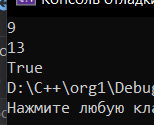 Консоль отладки
9
13
True
D:\C++\org1\Debug
Нажмите любую кла